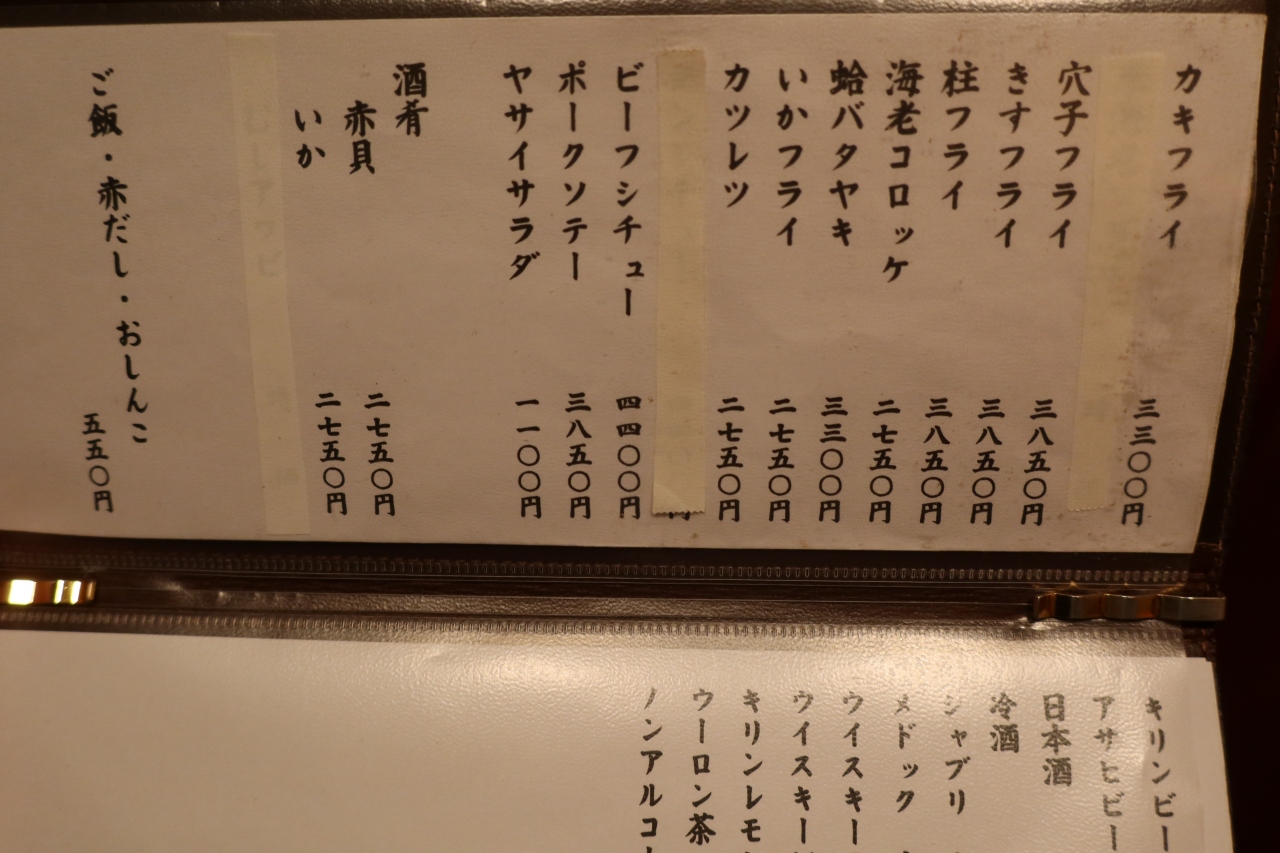 カキフライ 三三〇〇円
穴子フライ 三八五〇円
きすフライ 三八五〇円
柱フライ 三八五〇円
海老コロッケ 二七五〇円
蛤バタヤキ 三三〇〇円
いかフライ 二七五〇円
カツレツ 二七五〇円
円
ビーフシチュー 四四〇〇円
ポークソテー 三八五〇円
ヤサイサラダ 一一〇〇円
酒肴
赤貝 二七五〇円
いか 二七五〇円
ご飯・赤だし・おしんこ 五五〇円
キリンビー
アサヒビー
日本酒
冷酒
シャブリ
メドック
ウイスキー
ウイスキー
キリンレモ
ウーロン茶
ノンアルコ